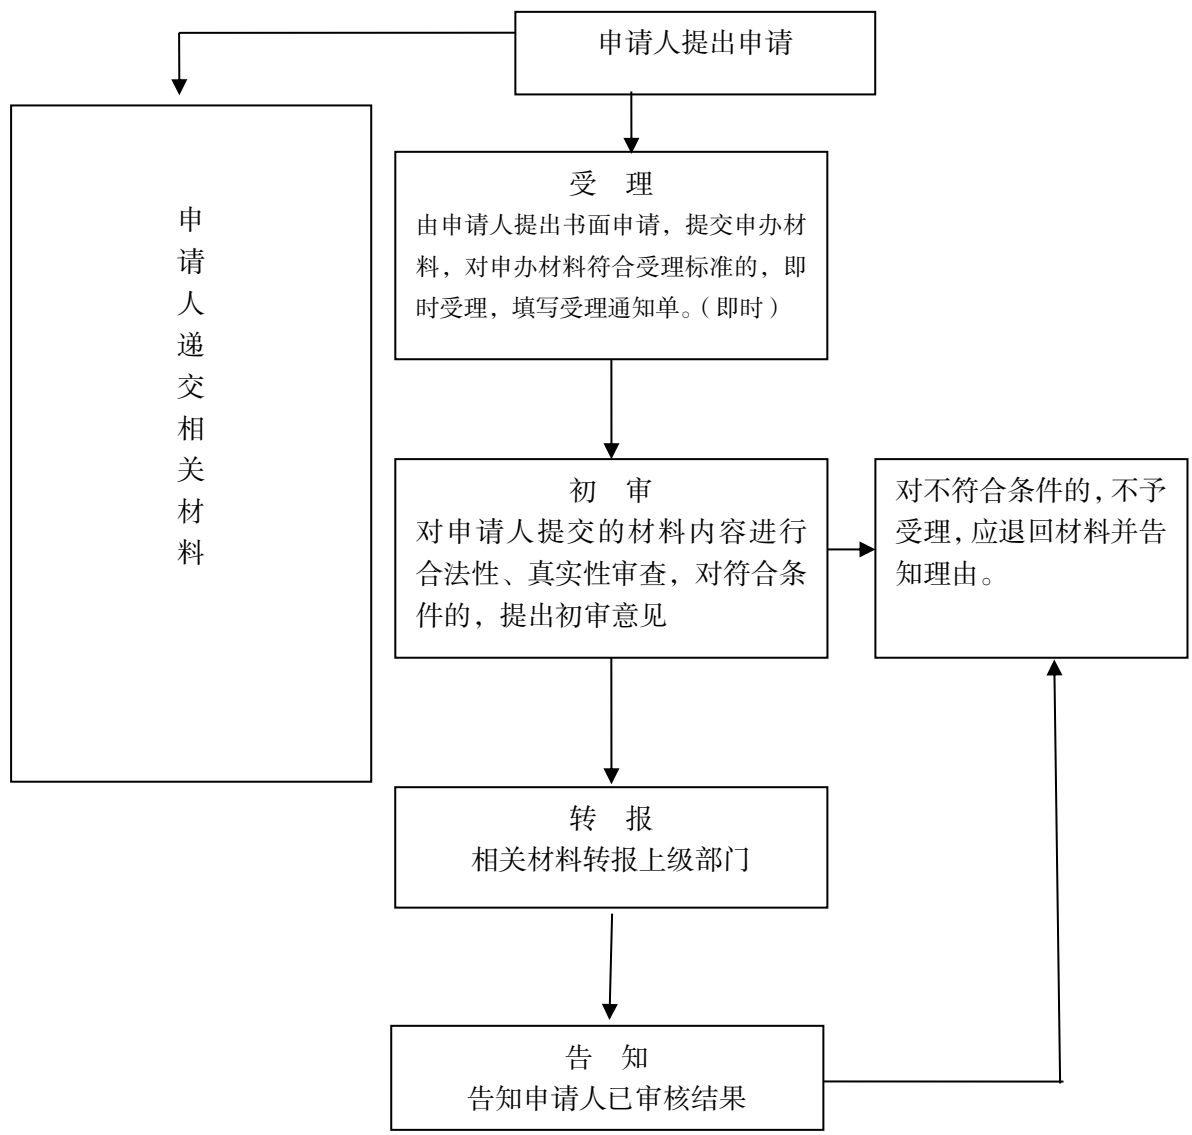 申请人提出申请
申
请
人
递
交
相
关
材
料
受 理
由申请人提出书面申请，提交申办材
料，对申办材料符合受理标准的，即
时受理，填写受理通知单。（即时）
初 审
对申请人提交的材料内容进行
合法性、真实性审查，对符合条
件的，提出初审意见
对不符合条件的，不予
受理，应退回材料并告
知理由。
转 报
相关材料转报上级部门
告 知
告知申请人已审核结果